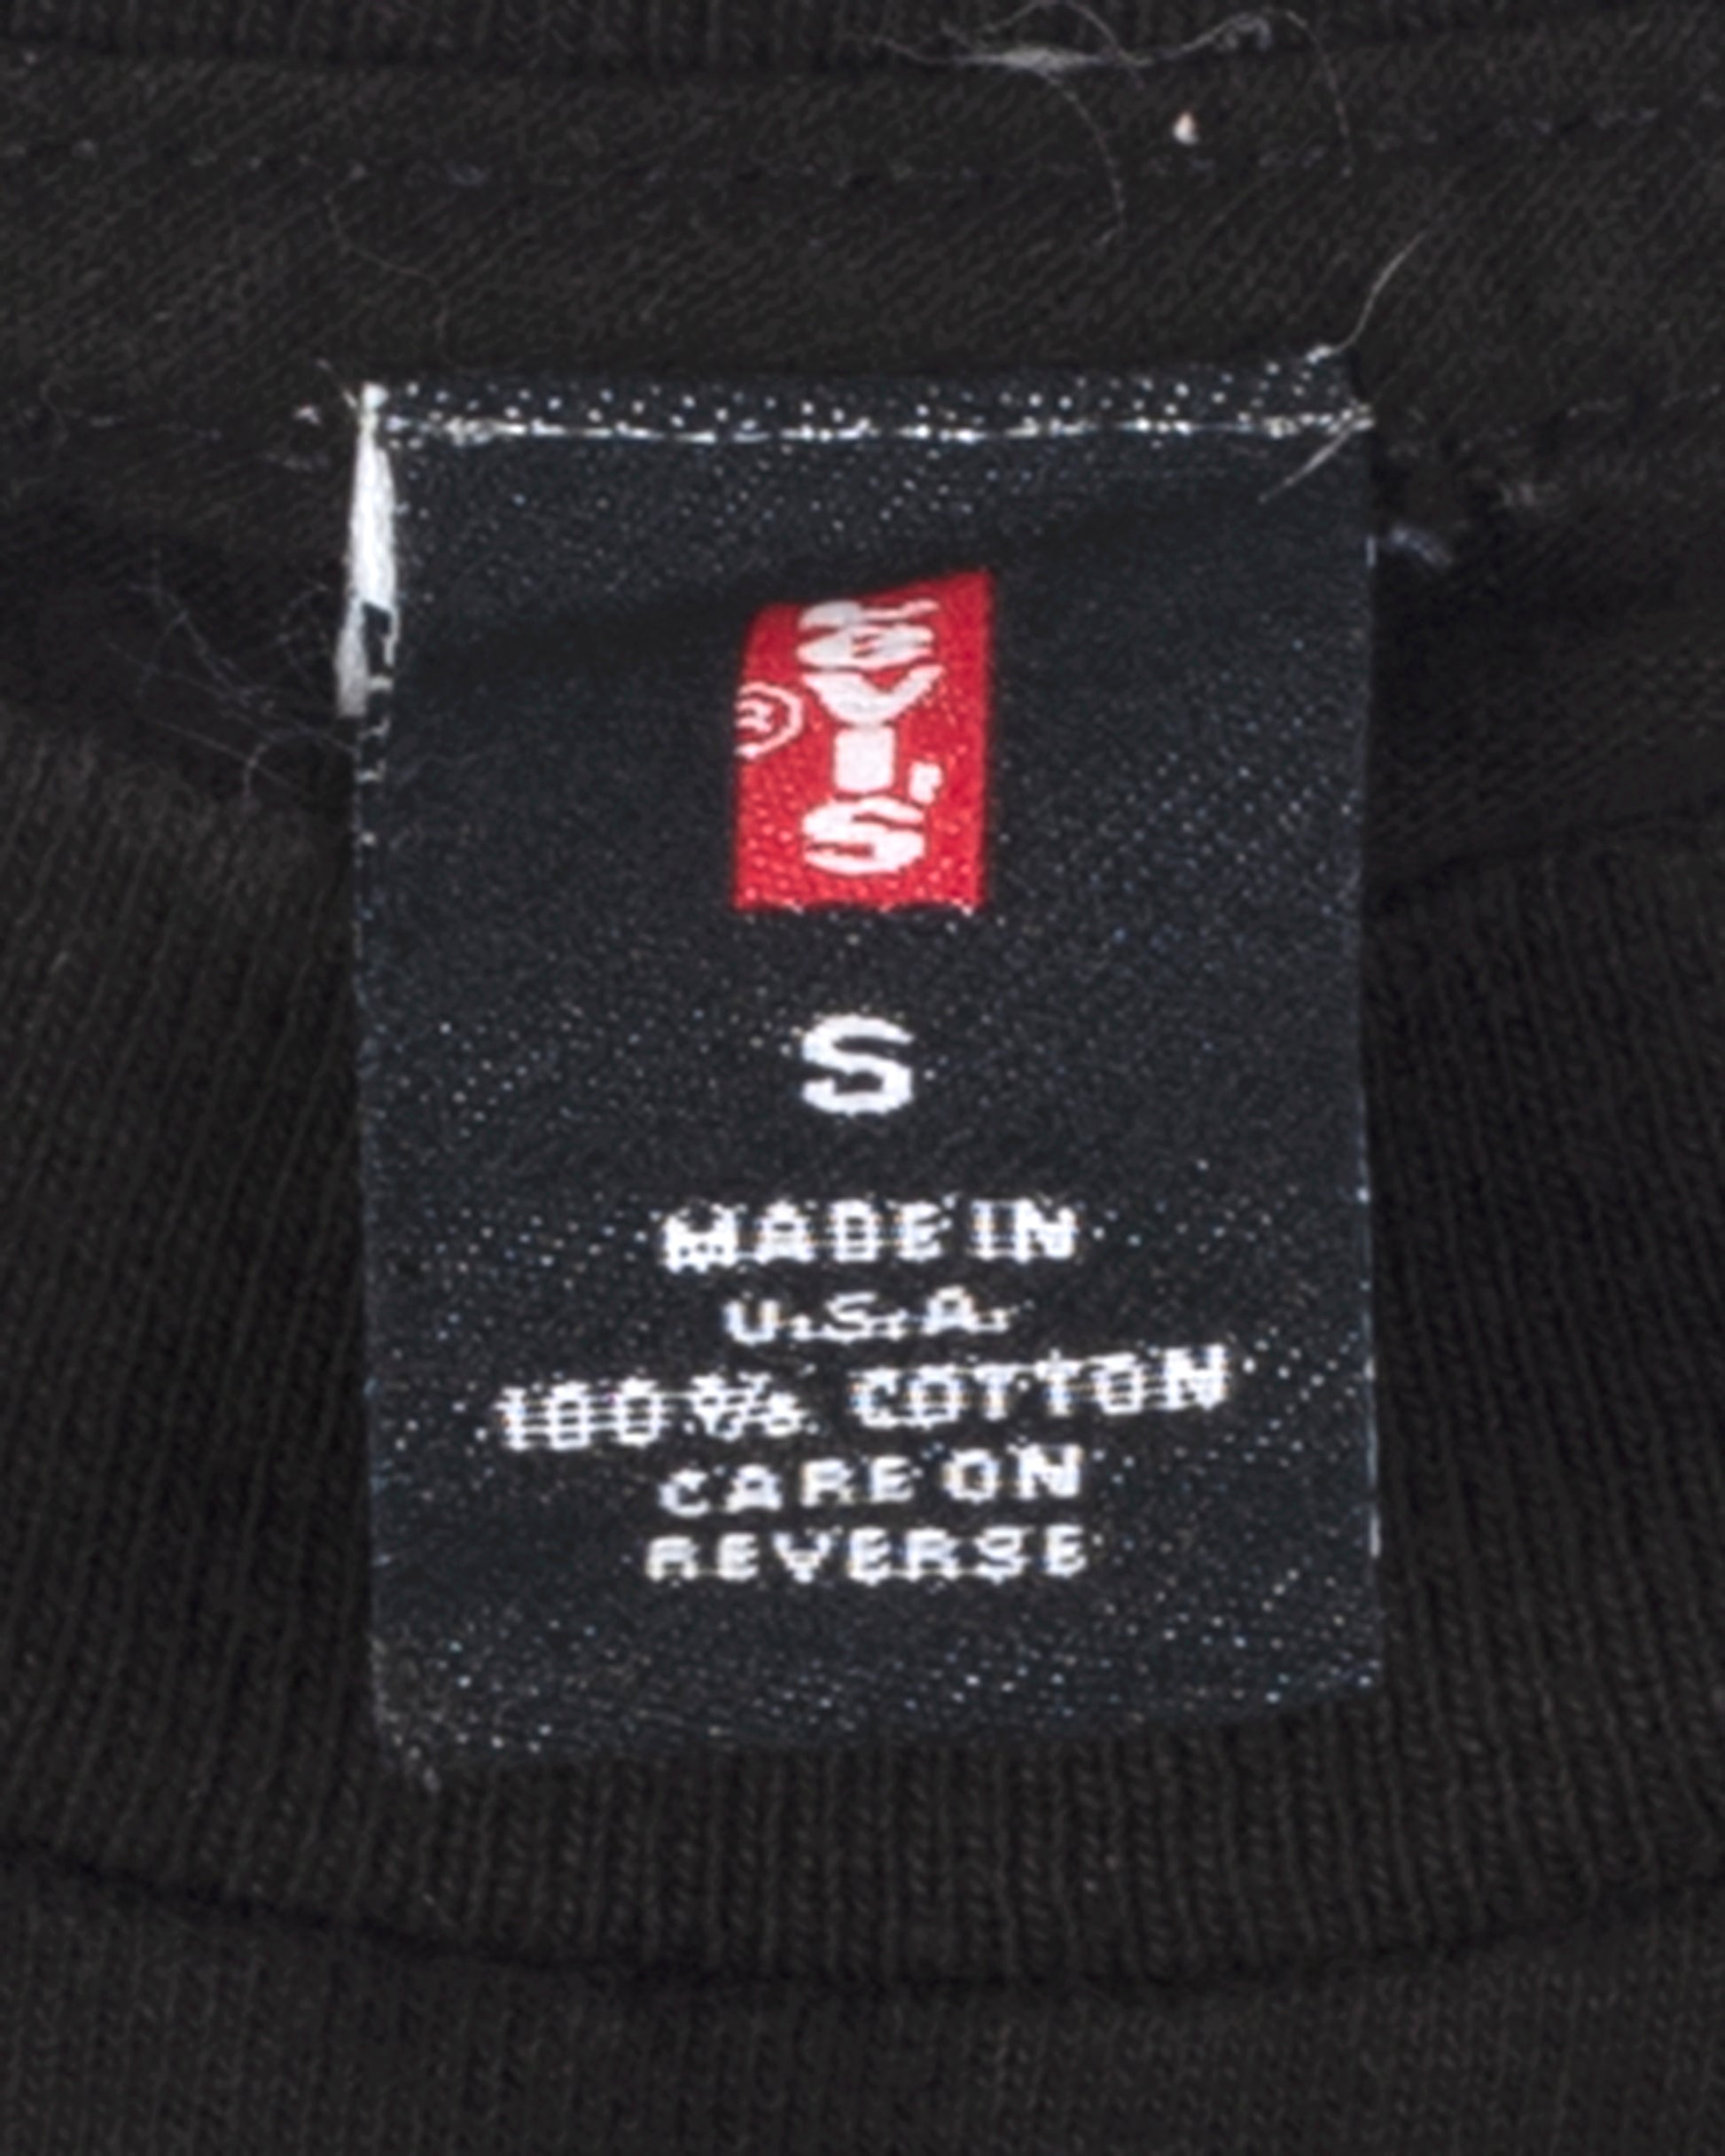 Levi's ®
S
MADE IN
U.S.A.
100% COTTON
CARE ON
REVERSE